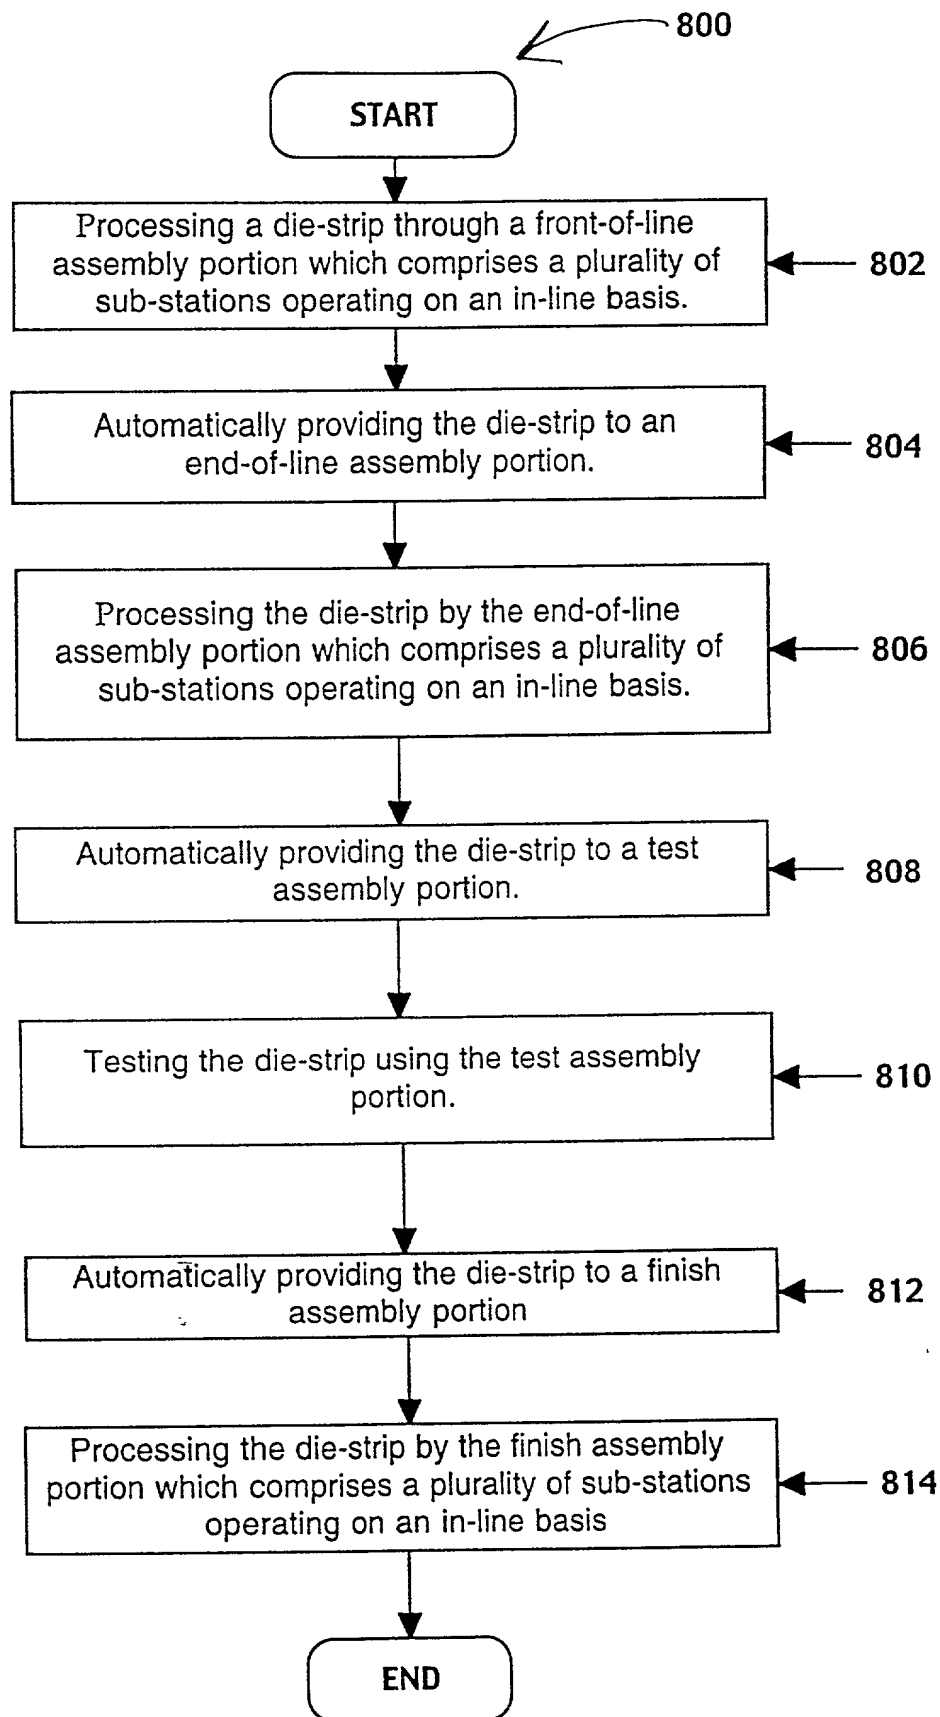 800
START
Processing a die-strip through a front-of-line
assembly portion which comprises a plurality of
sub-stations operating on an in-line basis.
802
Automatically providing the die-strip to an
end-of-line assembly portion.
804
Processing the die-strip by the end-of-line
assembly portion which comprises a plurality of
sub-stations operating on an in-line basis.
806
Automatically providing the die-strip to a test
assembly portion.
808
Testing the die-strip using the test assembly
portion.
810
Automatically providing the die-strip to a finish
assembly portion
812
Processing the die-strip by the finish assembly
portion which comprises a plurality of sub-stations
operating on an in-line basis
814
END